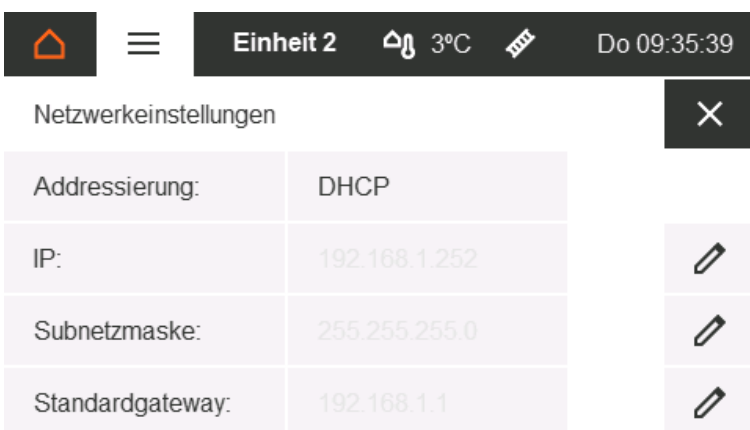 Einheit 2 3ºC Do 09:35:39
Netzwerkeinstellungen
Addressierung: DHCP
IP: 192.168.1.252
Subnetzmaske: 255.255.255.0
Standardgateway: 192.168.1.1